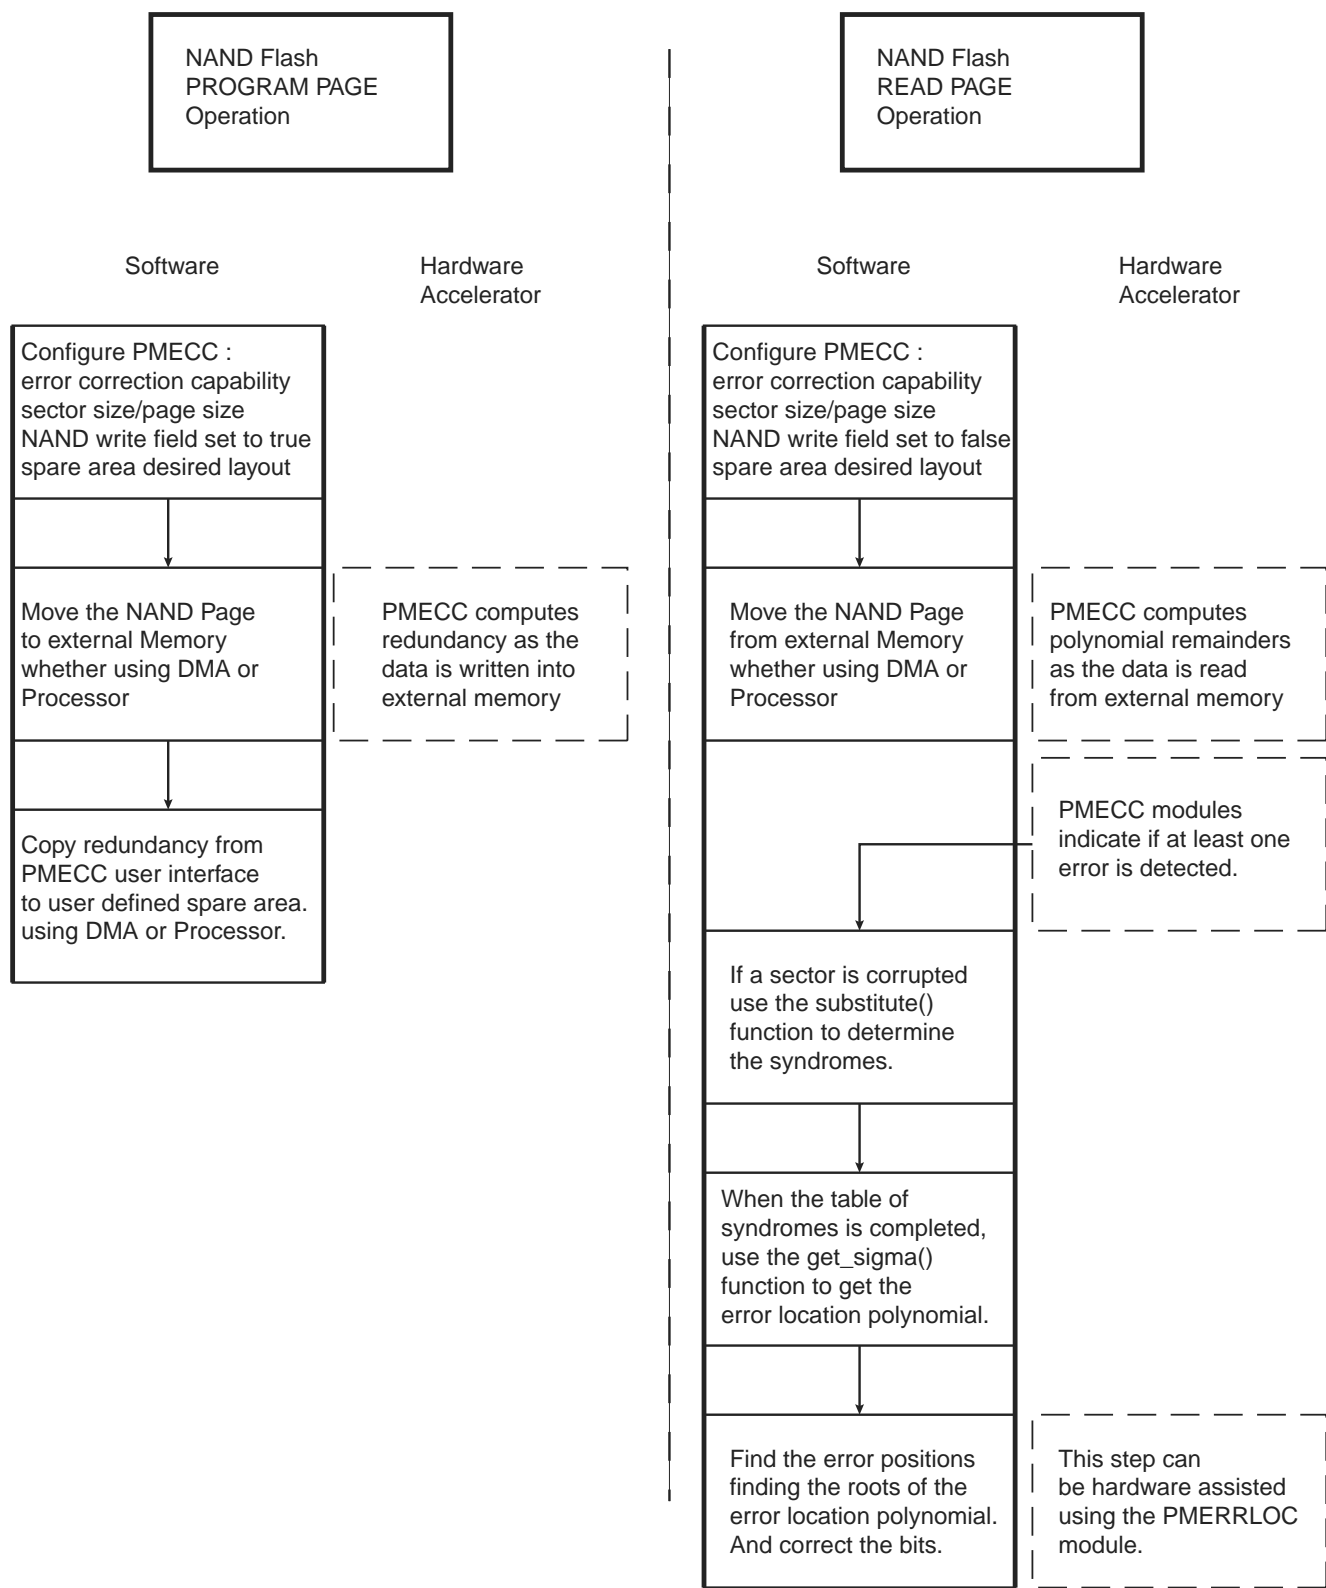 NAND Flash
PROGRAM PAGE
Operation
Software
Hardware
Accelerator
Configure PMECC :
error correction capability
sector size/page size
NAND write field set to true
spare area desired layout
Move the NAND Page
to external Memory
whether using DMA or
Processor
PMECC computes
redundancy as the
data is written into
external memory
Copy redundancy from
PMECC user interface
to user defined spare area.
using DMA or Processor.
NAND Flash
READ PAGE
Operation
Software
Hardware
Accelerator
Configure PMECC :
error correction capability
sector size/page size
NAND write field set to false
spare area desired layout
Move the NAND Page
from external Memory
whether using DMA or
Processor
PMECC computes
polynomial remainders
as the data is read
from external memory
PMECC modules
indicate if at least one
error is detected.
If a sector is corrupted
use the substitute()
function to determine
the syndromes.
When the table of
syndromes is completed,
use the get_sigma()
function to get the
error location polynomial.
Find the error positions
finding the roots of the
error location polynomial.
And correct the bits.
This step can
be hardware assisted
using the PMERRLOC
module.